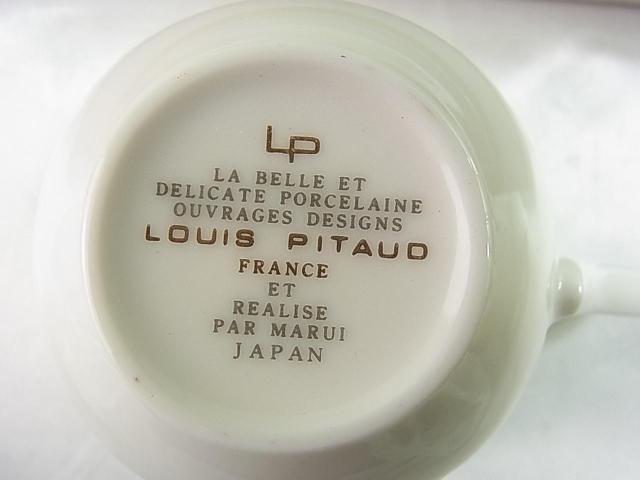 LP
LA BELLE ET
DELICATE PORCELAINE
OUVRAGES DESIGNS
LOUIS PITAUD
FRANCE
ET
REALISE
PAR MARUI
JAPAN